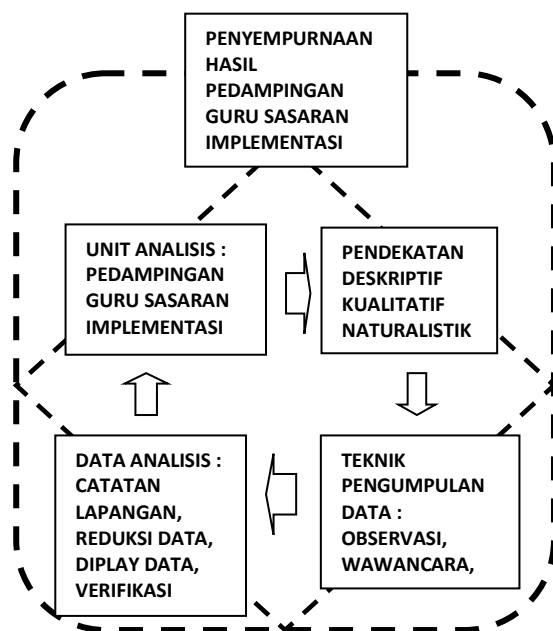 PENYEMPURNAAN
HASIL
PEDAMPINGAN
GURU SASARAN
IMPLEMENTASI
UNIT ANALISIS :
PEDAMPINGAN
GURU SASARAN
IMPLEMENTASI
PENDEKATAN
DESKRIPTIF
KUALITATIF
NATURALISTIK
DATA ANALISIS :
CATATAN
LAPANGAN,
REDUKSI DATA,
DIPLAY DATA,
VERIFIKASI
TEKNIK
PENGUMPULAN
DATA :
OBSERVASI,
WAWANCARA,